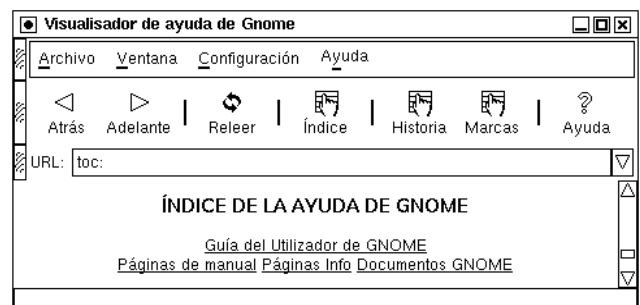 Visualisador de ayuda de Gnome
Archivo Ventana Configuración Ayuda
Atrás Adelante Releer Índice Historia Marcas Ayuda
URL: toc:
ÍNDICE DE LA AYUDA DE GNOME
Guía del Utilizador de GNOME
Páginas de manual Páginas Info Documentos GNOME